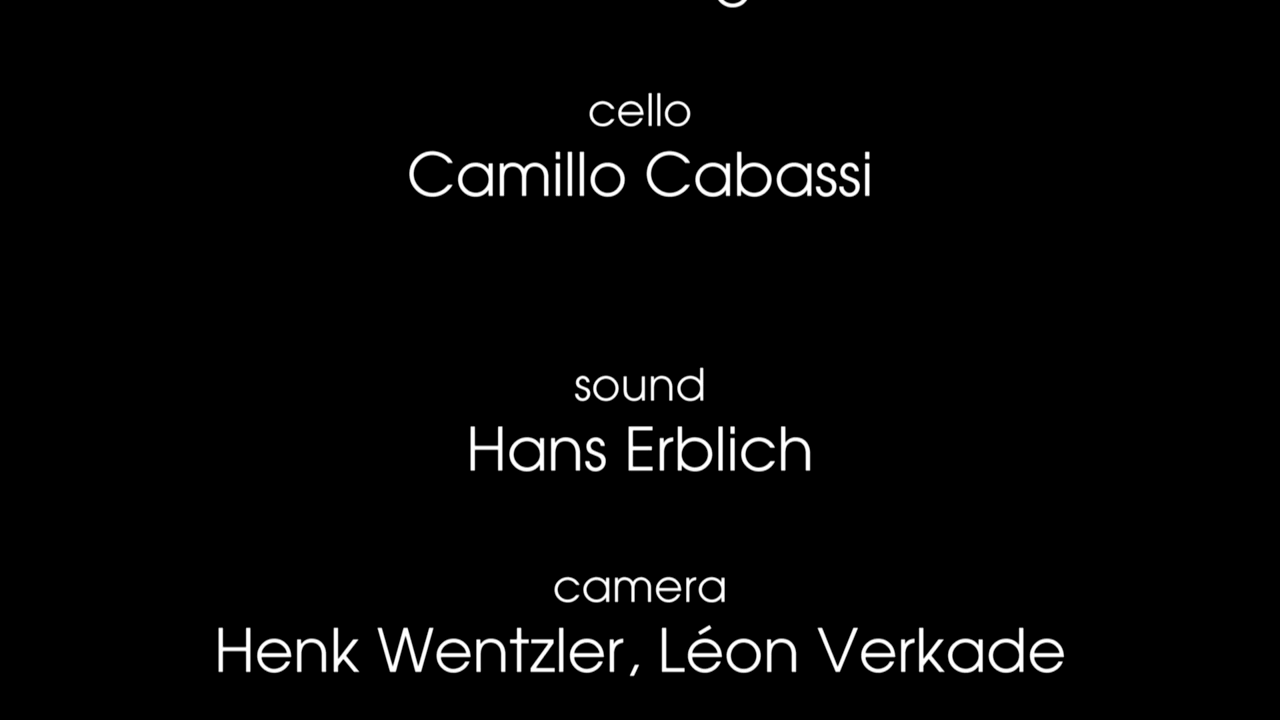 cello
Camillo Cabassi
sound
Hans Erblich
camera
Henk Wentzler, Léon Verkade